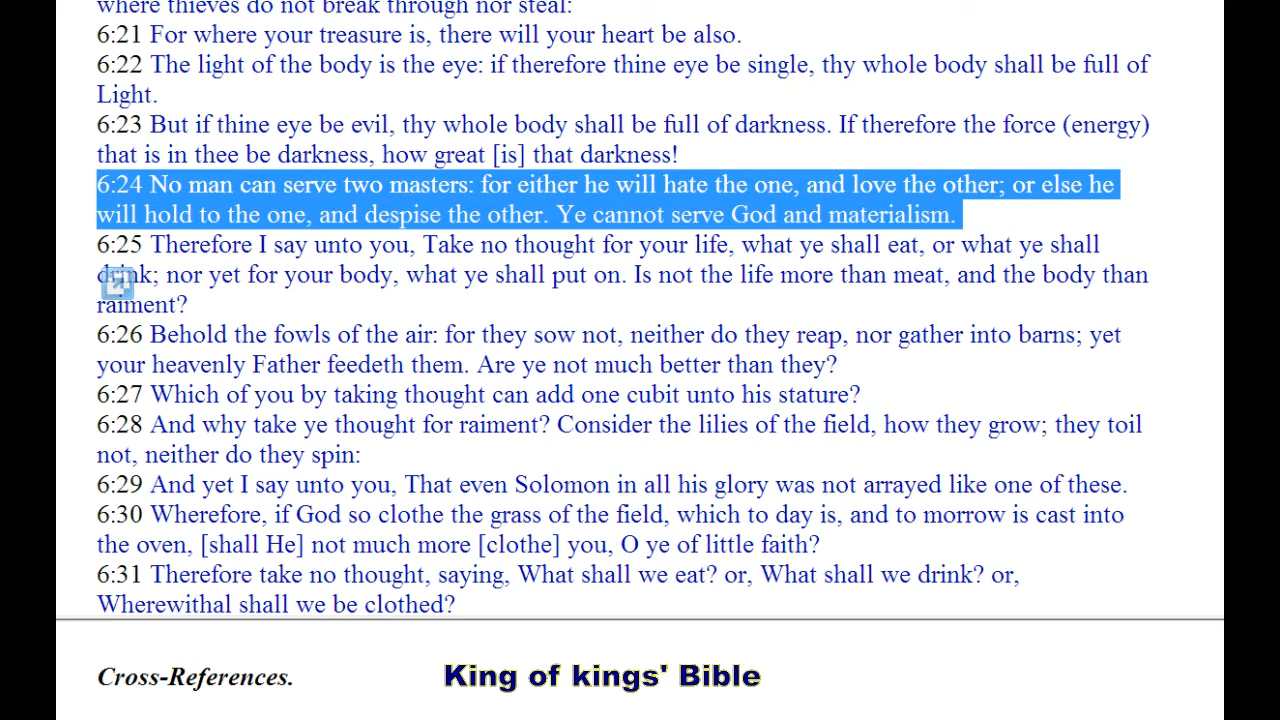 where thieves do not break through nor steal:
6:21 For where your treasure is, there will your heart be also.
6:22 The light of the body is the eye: if therefore thine eye be single, thy whole body shall be full of
Light.
6:23 But if thine eye be evil, thy whole body shall be full of darkness. If therefore the force (energy)
that is in thee be darkness, how great [is] that darkness!
6:24 No man can serve two masters: for either he will hate the one, and love the other; or else he
will hold to the one, and despise the other. Ye cannot serve God and materialism.
6:25 Therefore I say unto you, Take no thought for your life, what ye shall eat, or what ye shall
drink; nor yet for your body, what ye shall put on. Is not the life more than meat, and the body than
raiment?
6:26 Behold the fowls of the air: for they sow not, neither do they reap, nor gather into barns; yet
your heavenly Father feedeth them. Are ye not much better than they?
6:27 Which of you by taking thought can add one cubit unto his stature?
6:28 And why take ye thought for raiment? Consider the lilies of the field, how they grow; they toil
not, neither do they spin:
6:29 And yet I say unto you, That even Solomon in all his glory was not arrayed like one of these.
6:30 Wherefore, if God so clothe the grass of the field, which to day is, and to morrow is cast into
the oven, [shall He] not much more [clothe] you, O ye of little faith?
6:31 Therefore take no thought, saying, What shall we eat? or, What shall we drink? or,
Wherewithal shall we be clothed?
Cross-References. King of kings' Bible